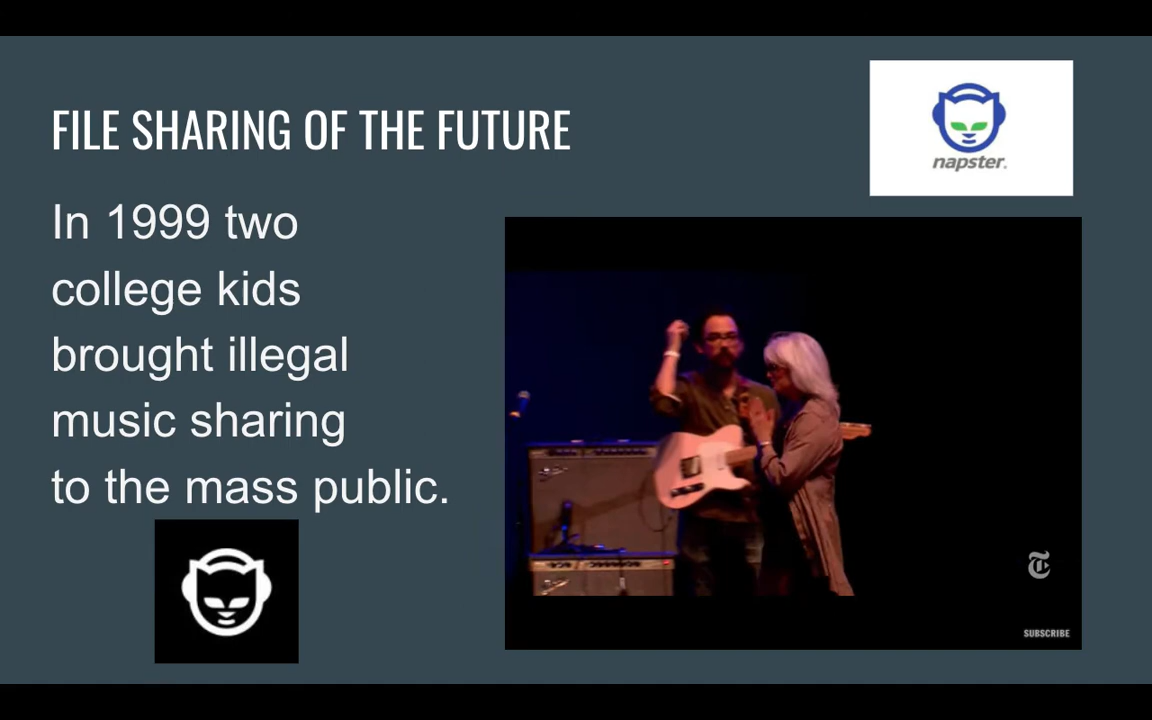 FILE SHARING OF THE FUTURE
napster.
In 1999 two
college kids
brought illegal
music sharing
to the mass public.
T
SUBSCRIBE